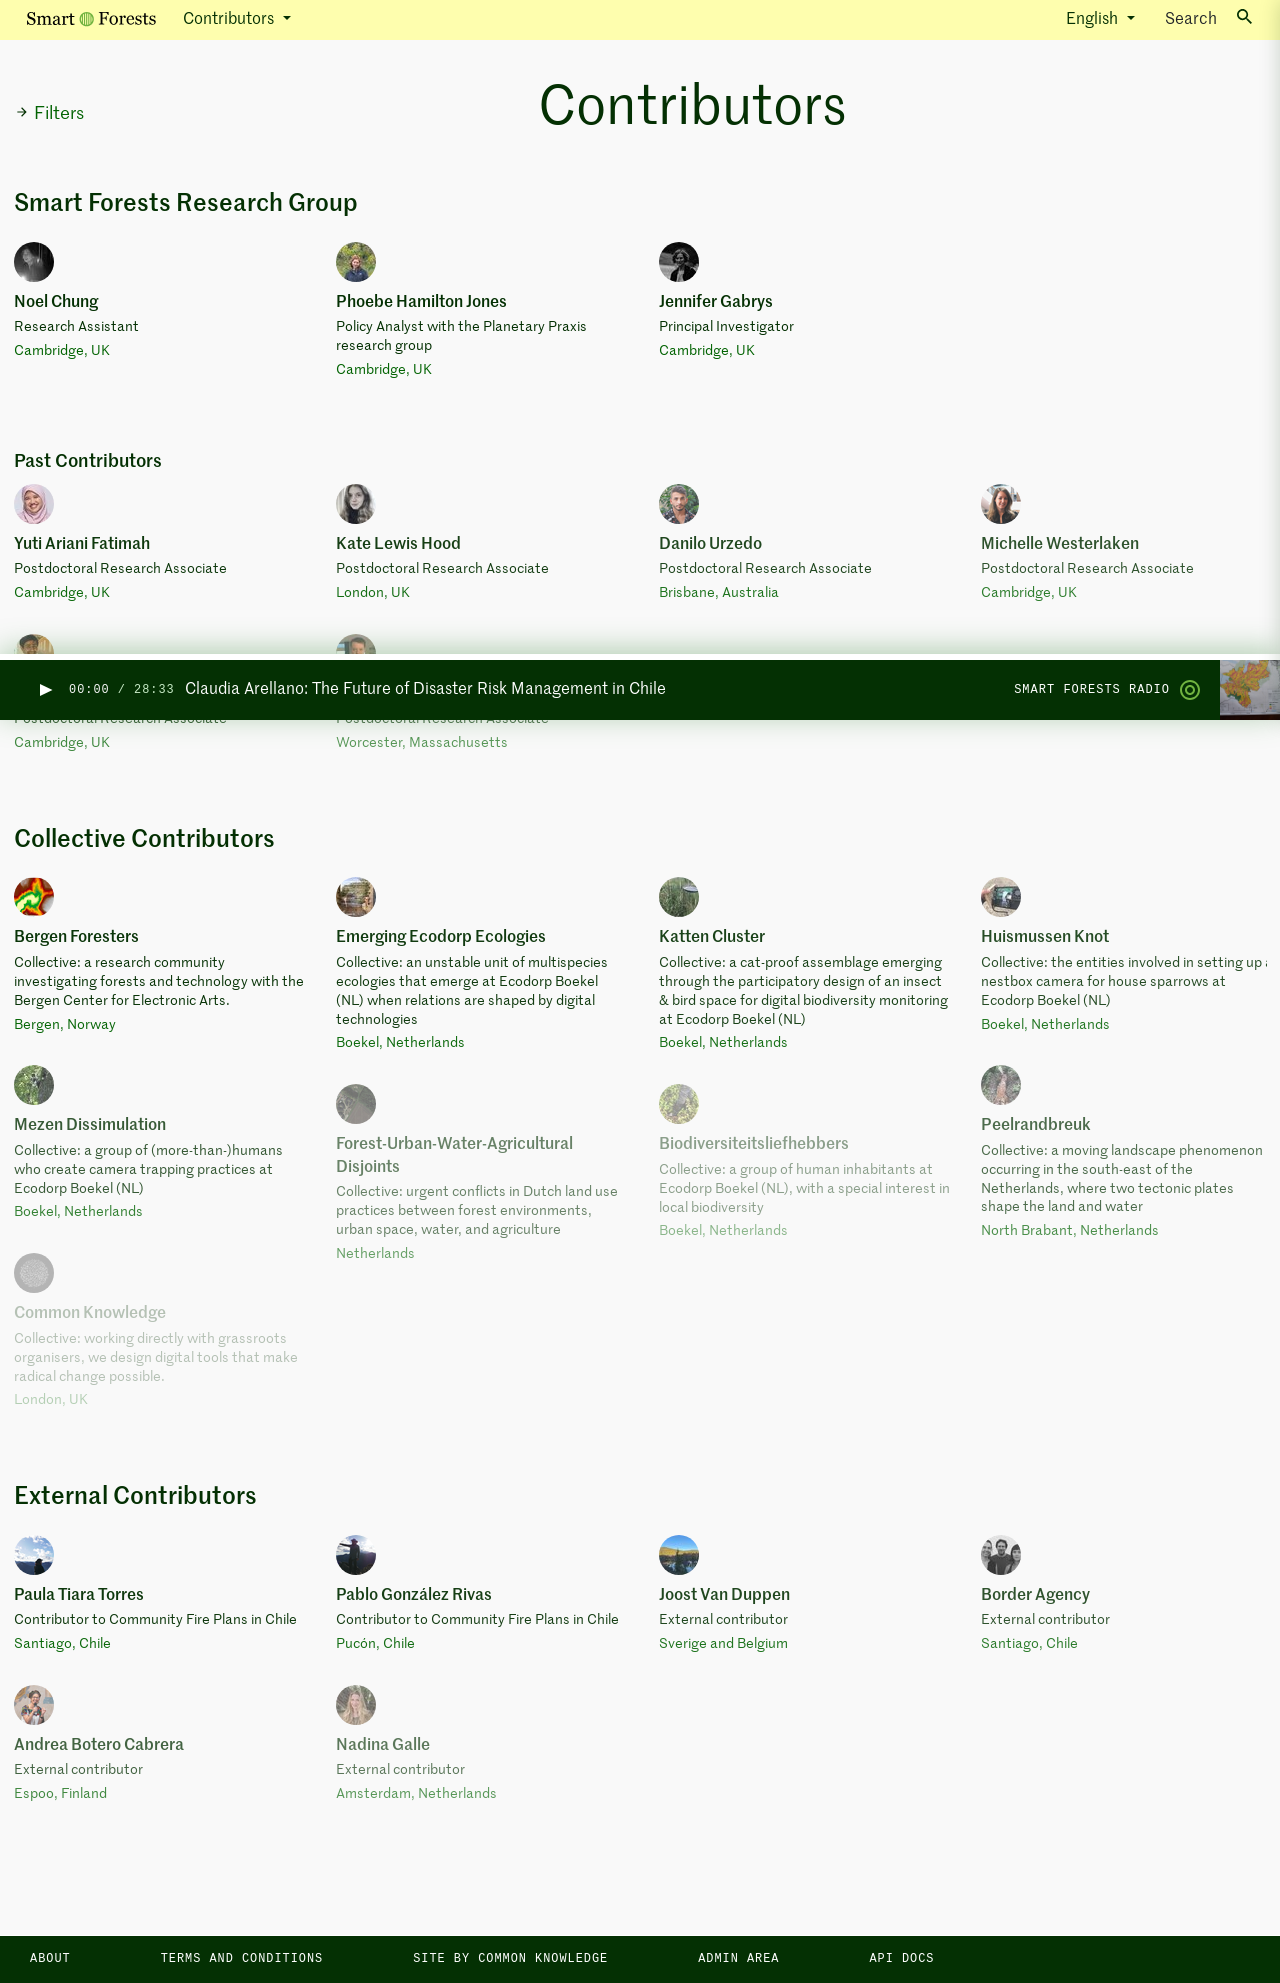 Smart Forests Contributors English Search
Filters
Contributors
Smart Forests Research Group
Noel Chung
Research Assistant
Cambridge, UK
Phoebe Hamilton Jones
Policy Analyst with the Planetary Praxis
research group
Cambridge, UK
Jennifer Gabrys
Principal Investigator
Cambridge, UK
Past Contributors
Yuti Ariani Fatimah
Postdoctoral Research Associate
Cambridge, UK
Kate Lewis Hood
Postdoctoral Research Associate
London, UK
Danilo Urzedo
Postdoctoral Research Associate
Brisbane, Australia
Michelle Westerlaken
Postdoctoral Research Associate
Cambridge, UK
00:00 / 28:33 Claudia Arellano: The Future of Disaster Risk Management in Chile
SMART FORESTS RADIO
Postdoctoral Research Associate
Cambridge, UK
Postdoctoral Research Associate
Worcester, Massachusetts
Collective Contributors
Bergen Foresters
Collective: a research community
investigating forests and technology with the
Bergen Center for Electronic Arts.
Bergen, Norway
Emerging Ecodorp Ecologies
Collective: an unstable unit of multispecies
ecologies that emerge at Ecodorp Boekel
(NL) when relations are shaped by digital
technologies
Boekel, Netherlands
Katten Cluster
Collective: a cat-proof assemblage emerging
through the participatory design of an insect
& bird space for digital biodiversity monitoring
at Ecodorp Boekel (NL)
Boekel, Netherlands
Huismussen Knot
Collective: the entities involved in setting up a
nestbox camera for house sparrows at
Ecodorp Boekel (NL)
Boekel, Netherlands
Mezen Dissimulation
Collective: a group of (more-than-)humans
who create camera trapping practices at
Ecodorp Boekel (NL)
Boekel, Netherlands
Forest-Urban-Water-Agricultural
Disjoints
Collective: urgent conflicts in Dutch land use
practices between forest environments,
urban space, water, and agriculture
Netherlands
Biodiversiteitsliefhebbers
Collective: a group of human inhabitants at
Ecodorp Boekel (NL), with a special interest in
local biodiversity
Boekel, Netherlands
Peelrandbreuk
Collective: a moving landscape phenomenon
occurring in the south-east of the
Netherlands, where two tectonic plates
shape the land and water
North Brabant, Netherlands
Common Knowledge
Collective: working directly with grassroots
organisers, we design digital tools that make
radical change possible.
London, UK
External Contributors
Paula Tiara Torres
Contributor to Community Fire Plans in Chile
Santiago, Chile
Pablo González Rivas
Contributor to Community Fire Plans in Chile
Pucón, Chile
Joost Van Duppen
External contributor
Sverige and Belgium
Border Agency
External contributor
Santiago, Chile
Andrea Botero Cabrera
External contributor
Espoo, Finland
Nadina Galle
External contributor
Amsterdam, Netherlands
ABOUT TERMS AND CONDITIONS SITE BY COMMON KNOWLEDGE ADMIN AREA API DOCS